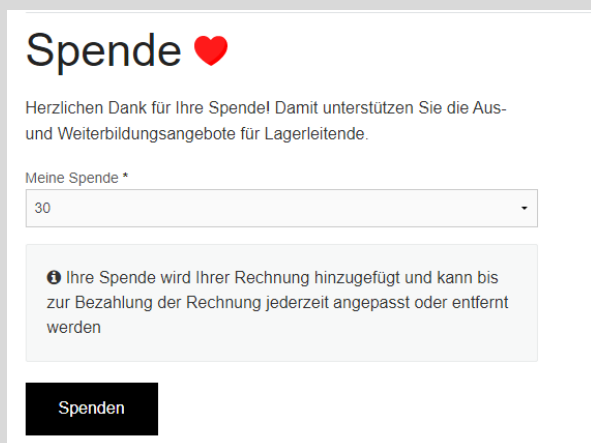 Spende ❤
Herzlichen Dank für Ihre Spende! Damit unterstützen Sie die Aus-
und Weiterbildungsangebote für Lagerleitende.
Meine Spende *
30
Ihre Spende wird Ihrer Rechnung hinzugefügt und kann bis
zur Bezahlung der Rechnung jederzeit angepasst oder entfernt
werden
Spenden